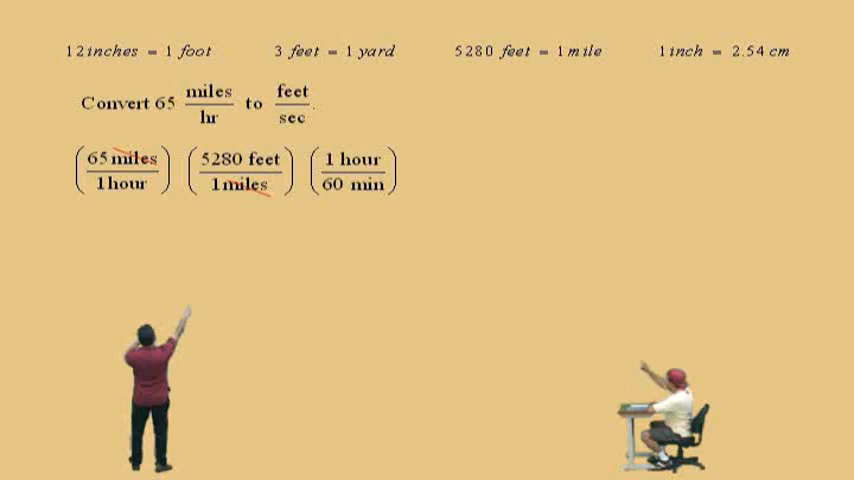 12 inches = 1 foot 3 feet = 1 yard 5280 feet = 1 mile 1 inch = 2.54 cm
Convert 65 miles/hr to feet/sec.
(65 miles/1 hour) (5280 feet/1 miles) (1 hour/60 min)